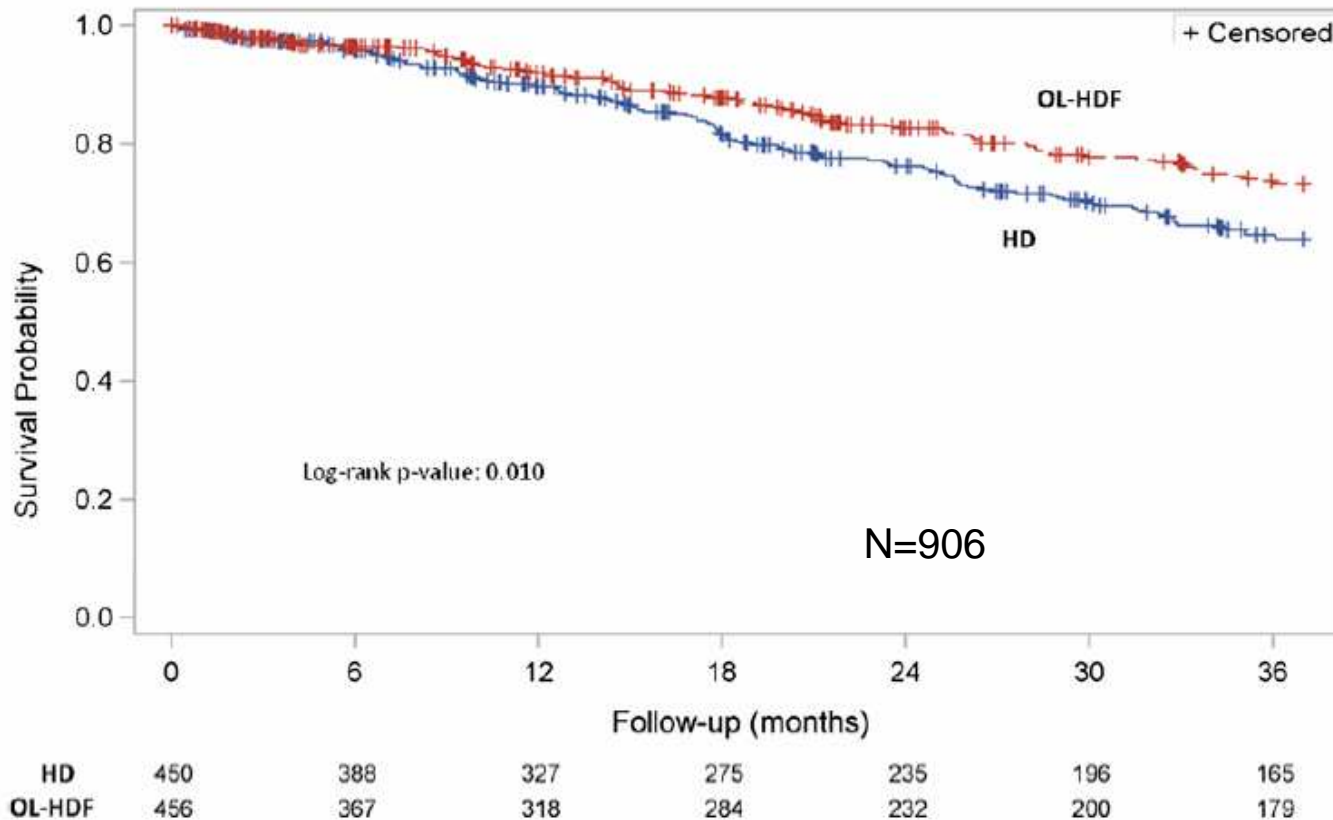 1.0
+ Censored
OL-HDF
0.8
HD
0.6
Survival Probability
0.4
Log-rank p-value: 0.010
0.2
N=906
0.0
0 6 12 18 24 30 36
Follow-up (months)
HD 450 388 327 275 235 196 165
OL-HDF 456 367 318 284 232 200 179